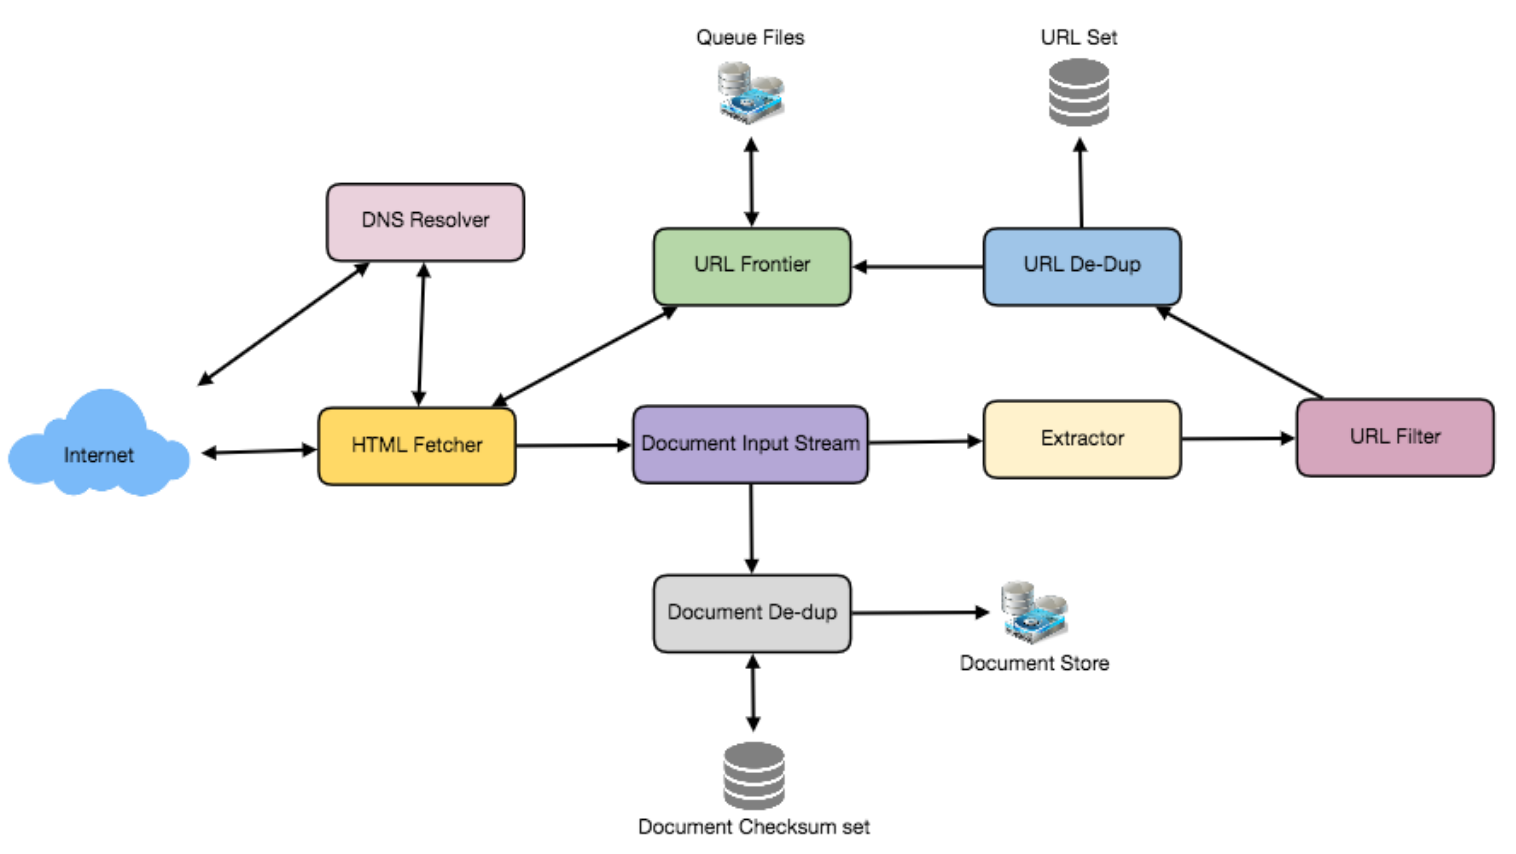 Queue Files
URL Set
DNS Resolver
URL Frontier
URL De-Dup
Internet
HTML Fetcher
Document Input Stream
Extractor
URL Filter
Document De-dup
Document Store
Document Checksum set